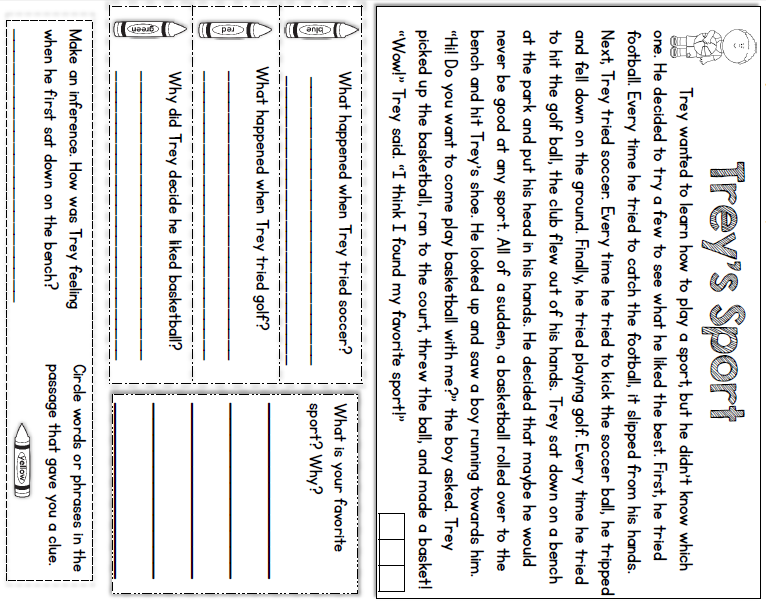 Trey's Sport
Trey wanted to learn how to play a sport, but he didn't know which
one. He decided to try a few to see what he liked the best. First, he tried
football. Every time he tried to catch the football, it slipped from his hands.
Next, Trey tried soccer. Every time he tried to kick the soccer ball, he tripped
and fell down on the ground. Finally, he tried playing golf. Every time he tried
to hit the golf ball, the club flew out of his hands. Trey sat down on a bench
at the park and put his head in his hands. He decided that maybe he would
never be good at any sport. All of a sudden, a basketball rolled over to the
bench and hit Trey's shoe. He looked up and saw a boy running towards him.
"Hi! Do you want to come play basketball with me?" the boy asked. Trey
picked up the basketball, ran to the court, threw the ball, and made a basket!
"Wow!" Trey said. "I think I found my favorite sport!"
blue
What happened when Trey tried soccer?
red
What happened when Trey tried golf?
green
Why did Trey decide he liked basketball?
What is your favorite
sport? Why?
Make an inference. How was Trey feeling
when he first sat down on the bench?
Circle words or phrases in the
passage that gave you a clue.
yellow